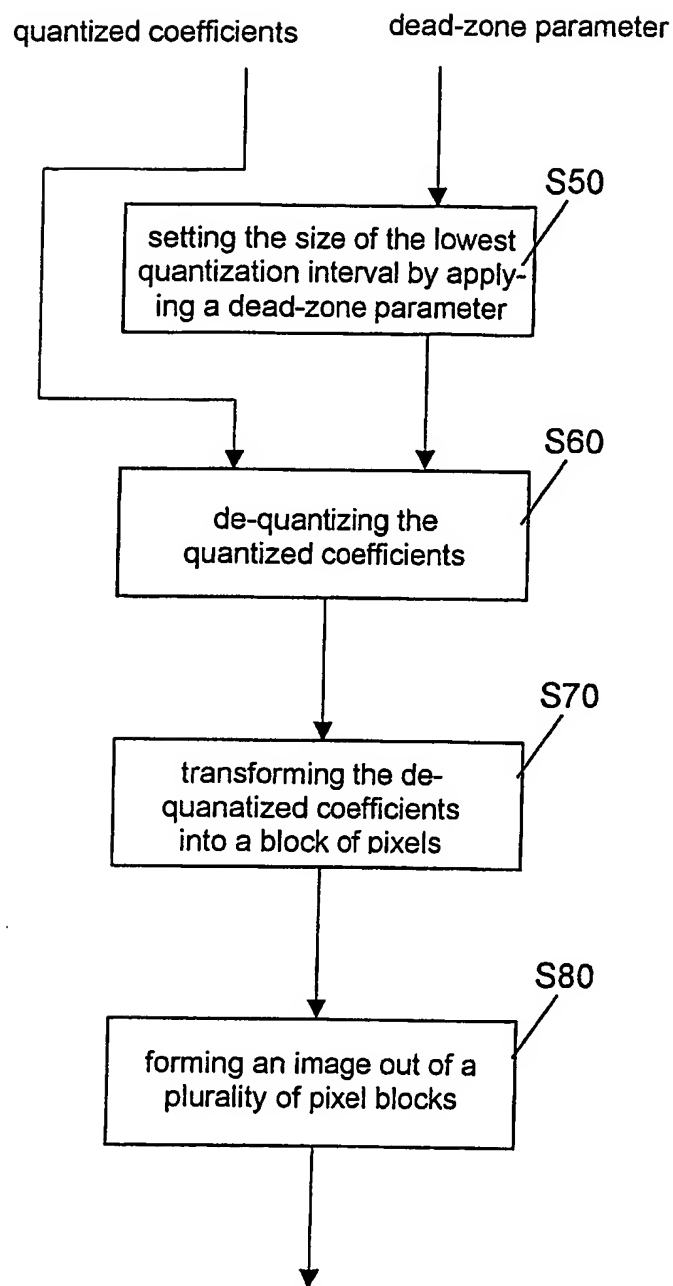 quantized coefficients
dead-zone parameter
S50
setting the size of the lowest
quantization interval by apply-
ing a dead-zone parameter
S60
de-quantizing the
quantized coefficients
S70
transforming the de-
quanatized coefficients
into a block of pixels
S80
forming an image out of a
plurality of pixel blocks